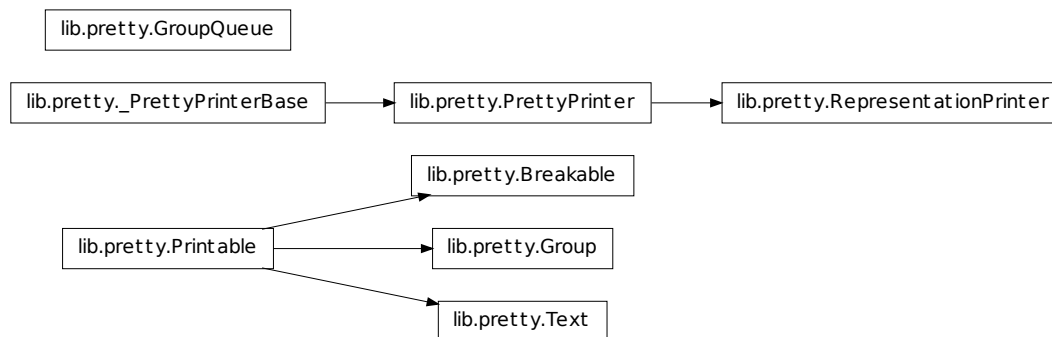 lib.pretty.GroupQueue
lib.pretty._PrettyPrinterBase
lib.pretty.PrettyPrinter
lib.pretty.RepresentationPrinter
lib.pretty.Breakable
lib.pretty.Printable
lib.pretty.Group
lib.pretty.Text